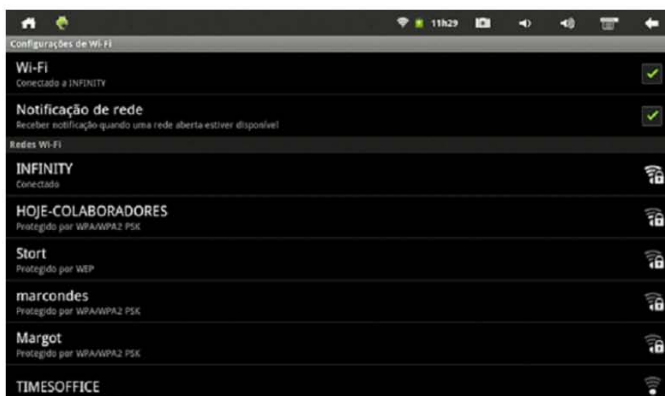 11h29
Configurações de Wi-Fi
Wi-Fi
Conectado a INFINITY
Notificação de rede
Receber notificação quando uma rede aberta estiver disponível
Redes Wi-Fi
INFINITY
Conectado
HOJE-COLABORADORES
Protegido por WPA/WPA2 PSK
Stort
Protegido por WEP
marcondes
Protegido por WPA/WPA2 PSK
Margot
Protegido por WPA/WPA2 PSK
TIMESOFFICE